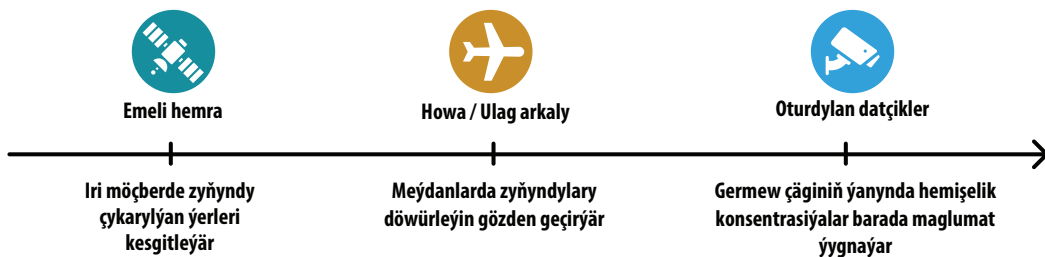 Emeli hemra
Howa / Ulag arkaly
Oturdylan datçikler
Iri möçberde zyňyndy
çykarylýan ýerleri
kesgitleýär
Meýdanlarda zyňyndylary
döwürleýin gözden geçirýär
Germew çäginiň ýanynda hemişelik
konsentrasiýalar barada maglumat
ýygnaýar